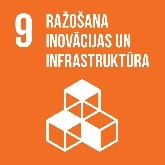 9 RAŽOŠANA
INOVĀCIJAS UN
INFRASTRUKTŪRA